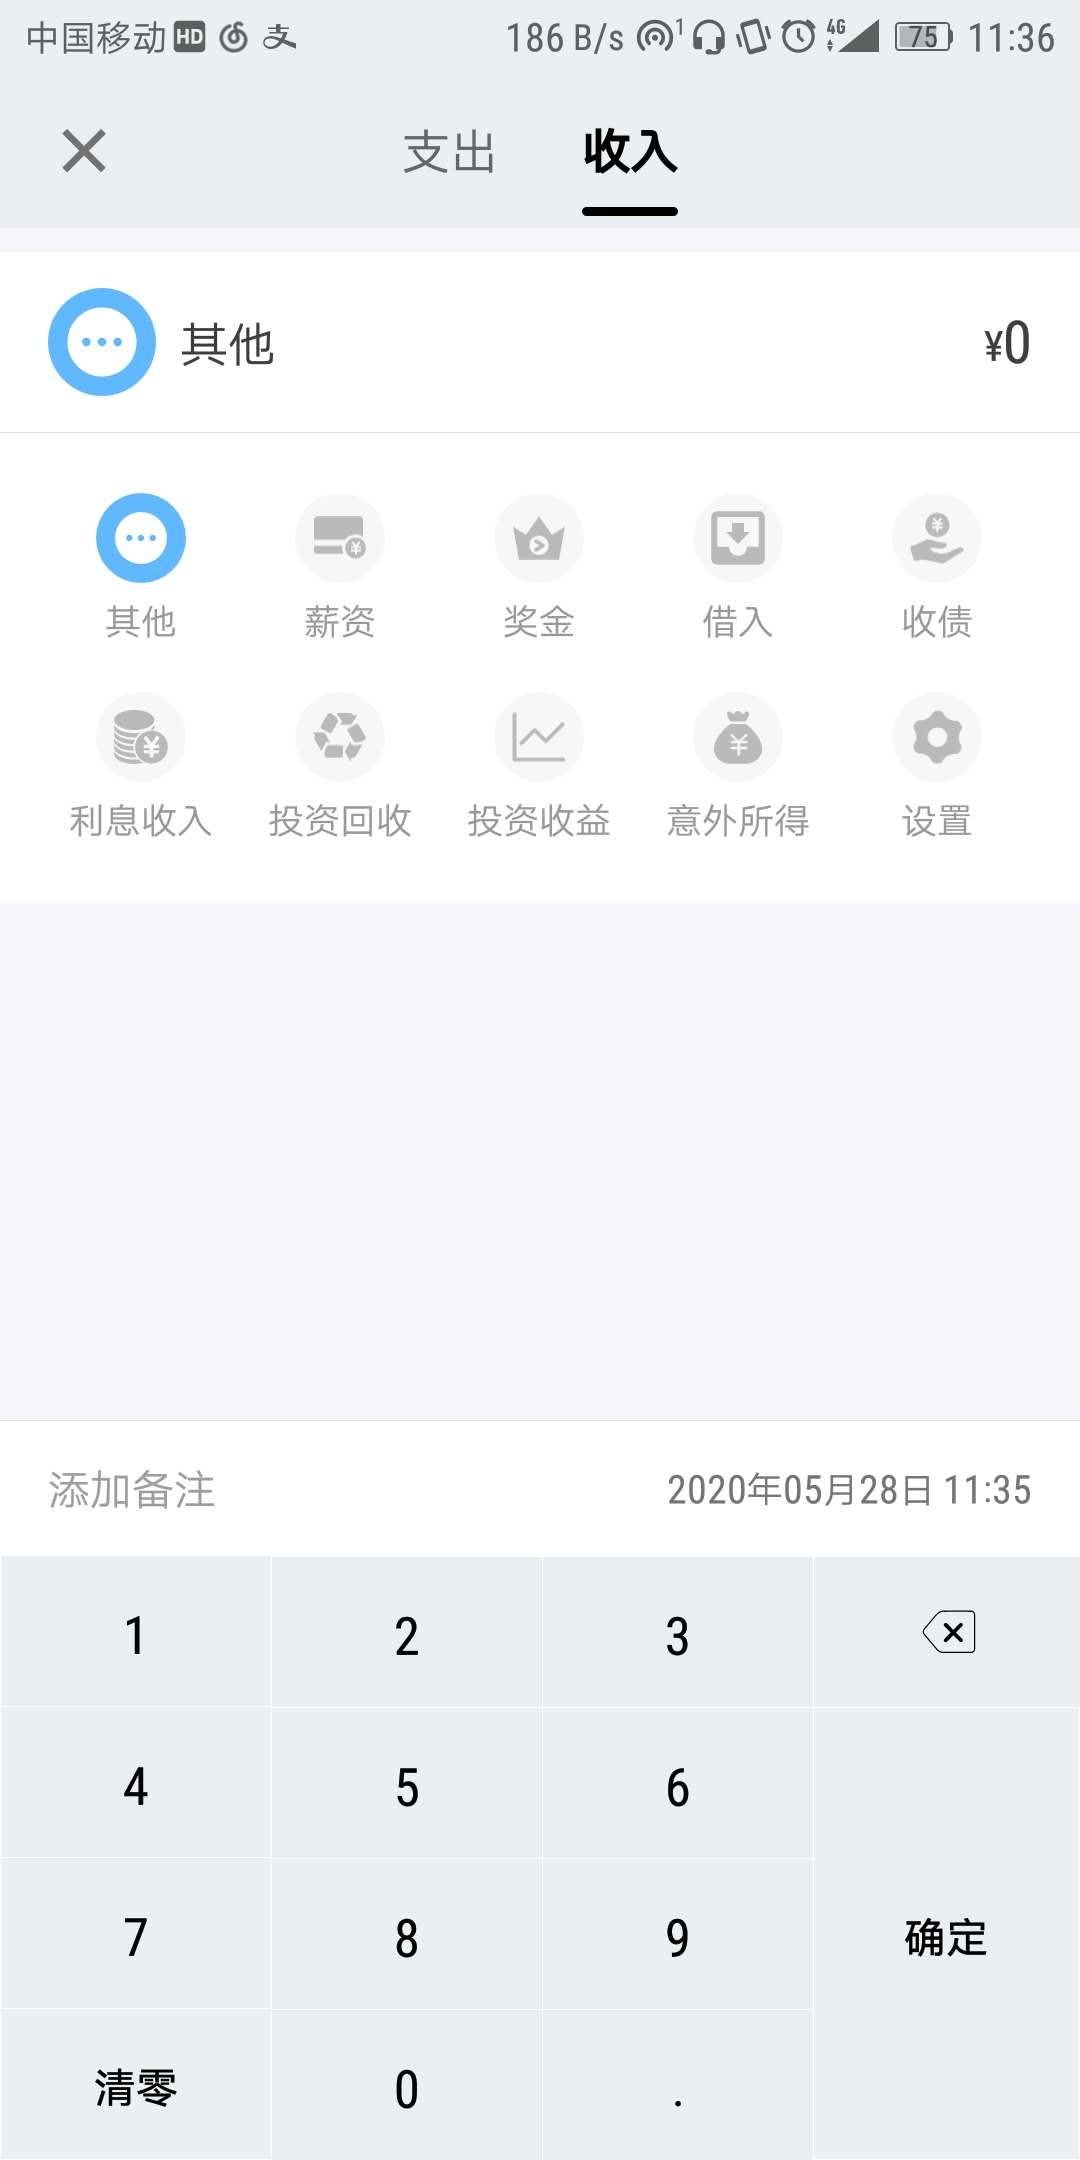 中国移动 HD 186 B/s 1 4G 75 11:36
支出 收入
其他 ¥0
其他 薪资 奖金 借入 收债
利息收入 投资回收 投资收益 意外所得 设置
添加备注 2020年05月28日 11:35
1 2 3
4 5 6
7 8 9 确定
清零 0 .